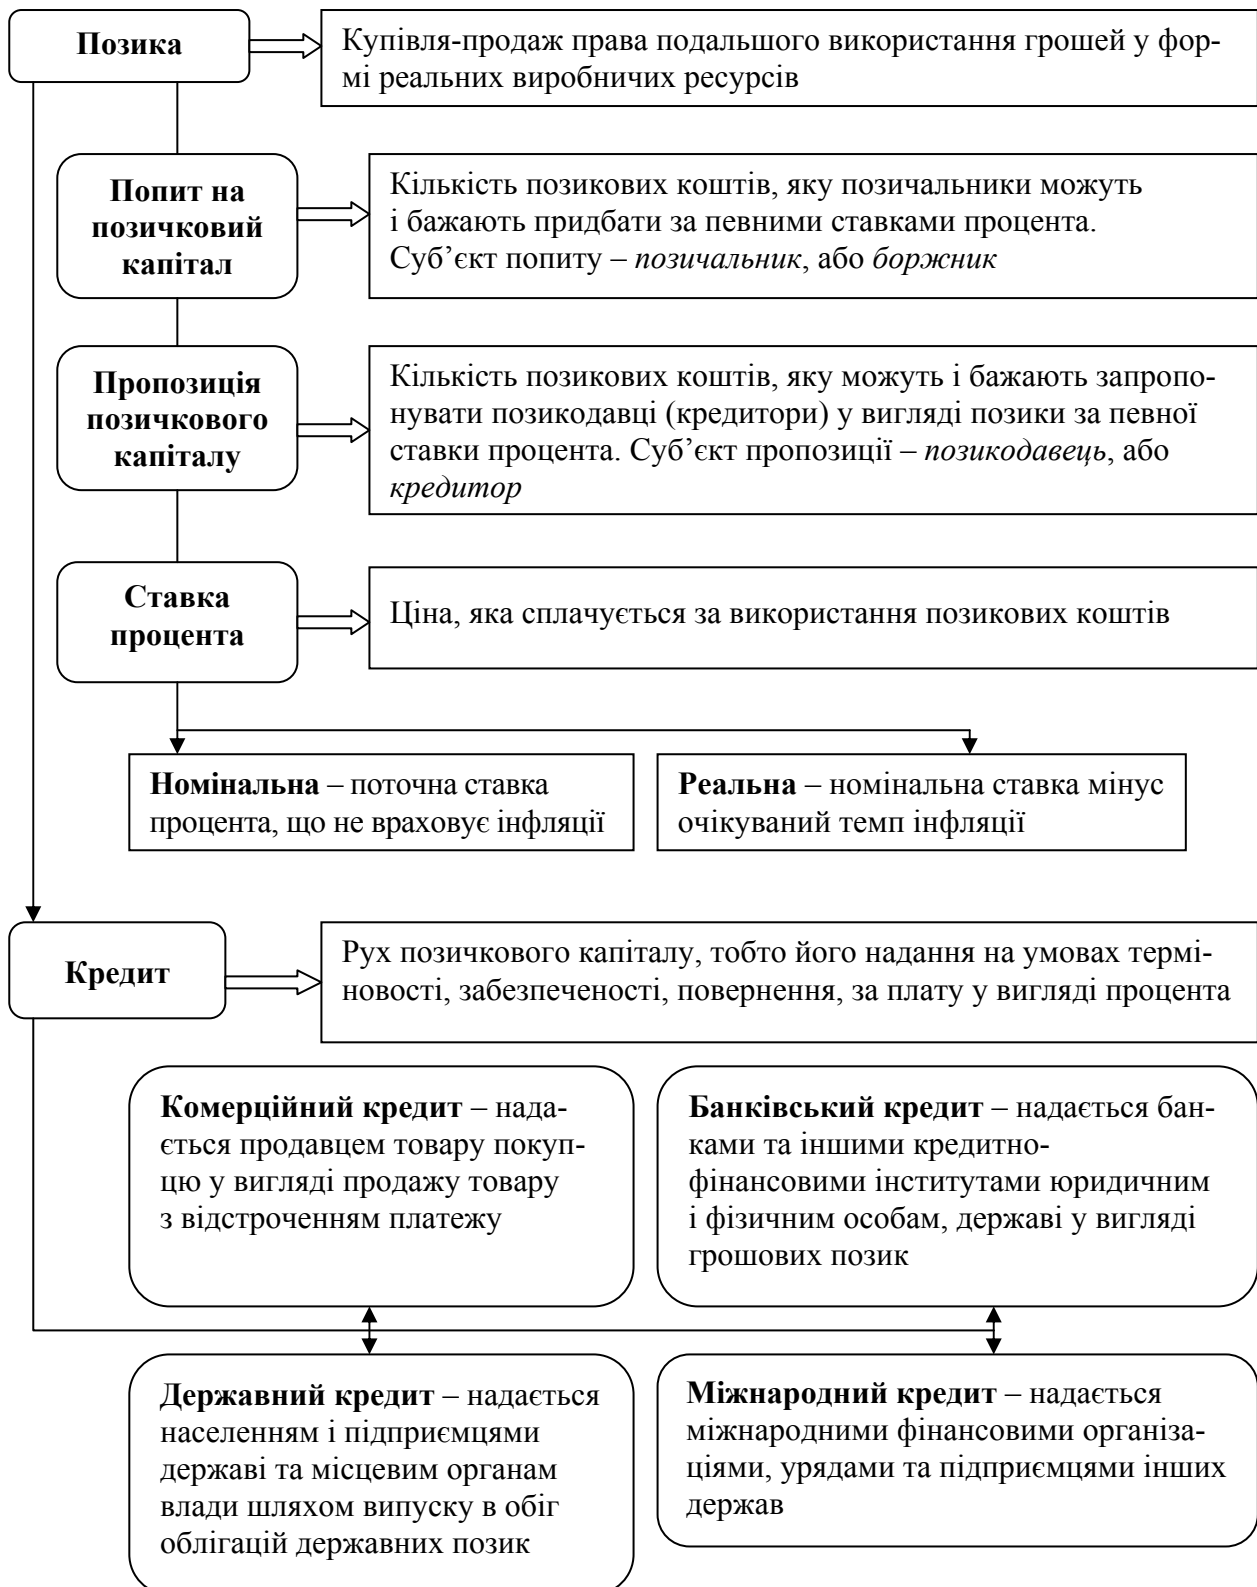 Позика
Купівля-продаж права подальшого використання грошей у фор-
мі реальних виробничих ресурсів
Попит на
позичковий
капітал
Кількість позикових коштів, яку позичальники можуть
і бажають придбати за певними ставками процента.
Суб’єкт попиту – позичальник, або боржник
Пропозиція
позичкового
капіталу
Кількість позикових коштів, яку можуть і бажають запропо-
нувати позикодавці (кредитори) у вигляді позики за певної
ставки процента. Суб’єкт пропозиції – позикодавець, або
кредитор
Ставка
процента
Ціна, яка сплачується за використання позикових коштів
Номінальна – поточна ставка
процента, що не враховує інфляції
Реальна – номінальна ставка мінус
очікуваний темп інфляції
Кредит
Рух позичкового капіталу, тобто його надання на умовах термі-
новості, забезпеченості, повернення, за плату у вигляді процента
Комерційний кредит – нада-
ється продавцем товару покуп-
цю у вигляді продажу товару
з відстроченням платежу
Банківський кредит – надається бан-
ками та іншими кредитно-
фінансовими інститутами юридичним
і фізичним особам, державі у вигляді
грошових позик
Державний кредит – надається
населенням і підприємцями
державі та місцевим органам
влади шляхом випуску в обіг
облігацій державних позик
Міжнародний кредит – надається
міжнародними фінансовими організа-
ціями, урядами та підприємцями інших
держав